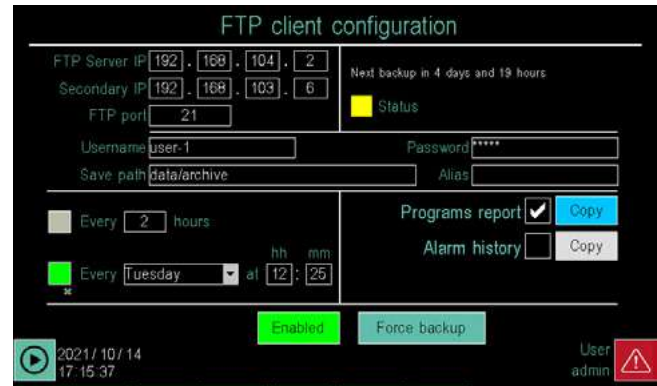 FTP client configuration
FTP Server IP 192 . 168 . 104 . 2
Secondary IP 192 . 168 . 103 . 6
FTP port 21
Next backup in 4 days and 19 hours
Status
Username user-1
Password *****
Save path data/archive
Alias
Every 2 hours
hh mm
Every Tuesday at 12 : 25
Programs report Copy
Alarm history Copy
Enabled
Force backup
2021/10/14
17:15:37
User
admin